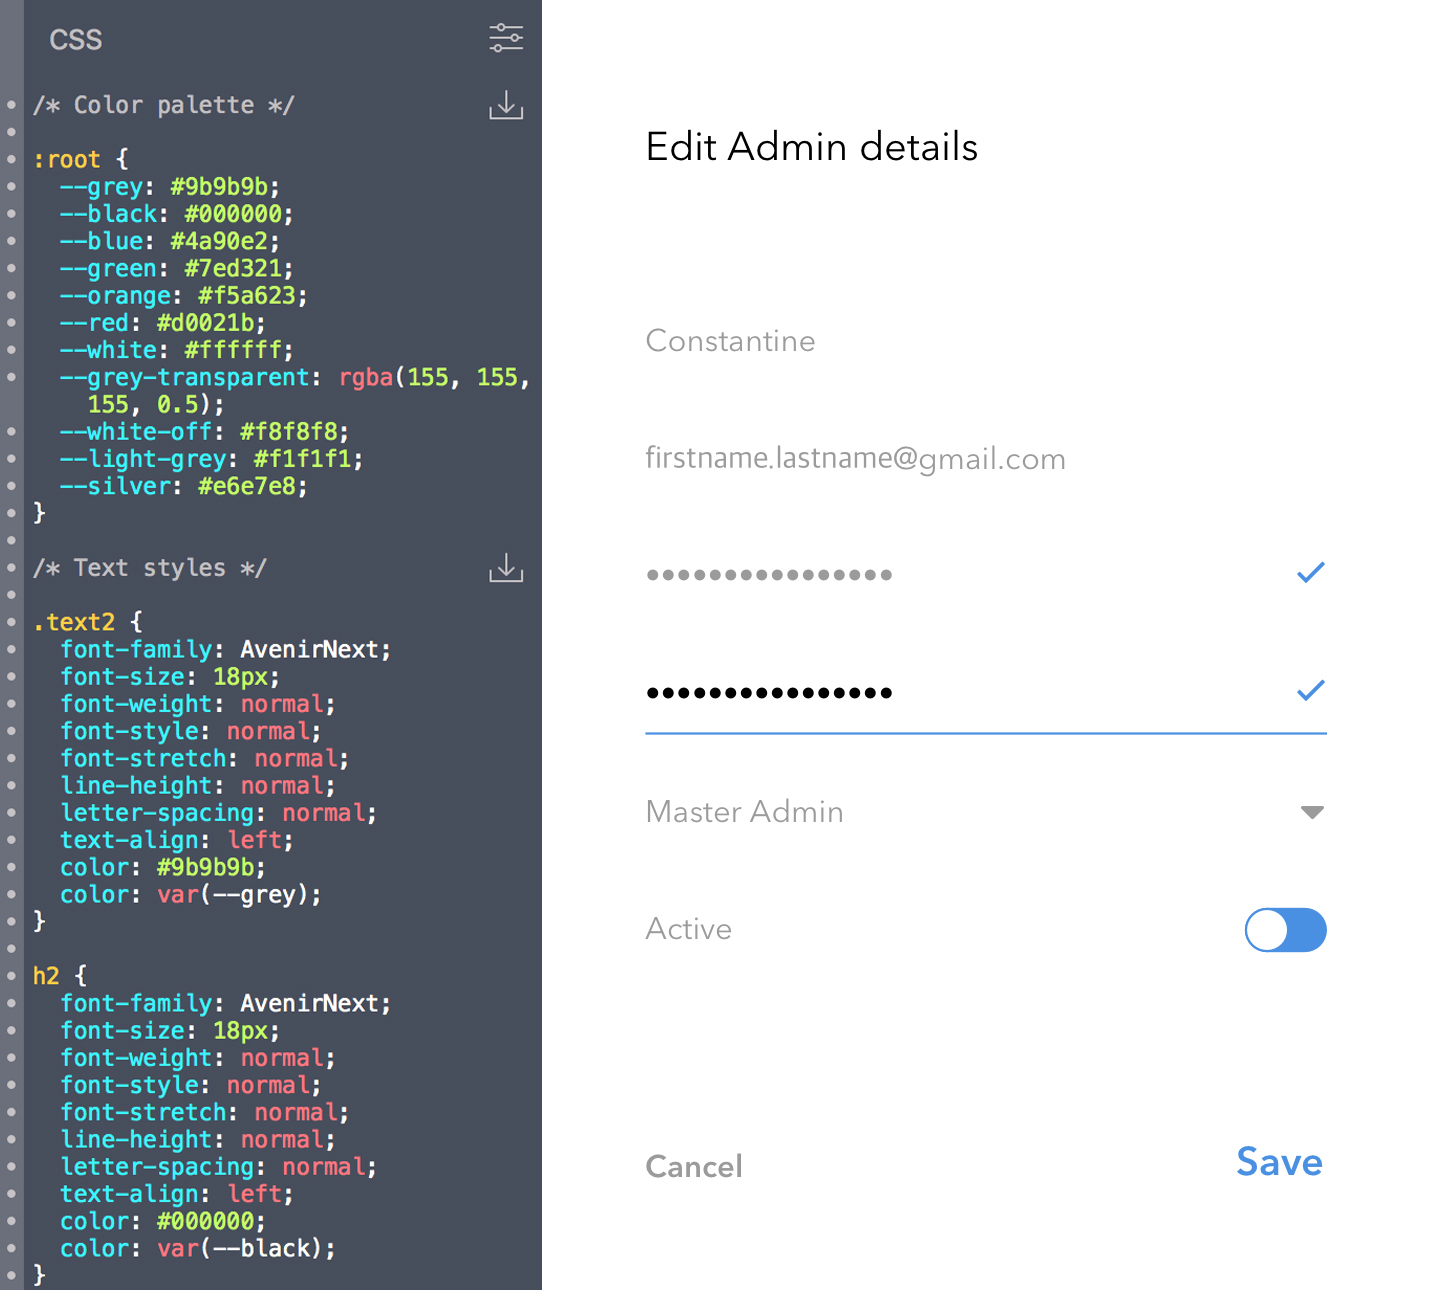 CSS
/* Color palette */
:root {
--grey: #9b9b9b;
--black: #000000;
--blue: #4a90e2;
--green: #7ed321;
--orange: #f5a623;
--red: #d0021b;
--white: #ffffff;
--grey-transparent: rgba(155, 155,
155, 0.5);
--white-off: #f8f8f8;
--light-grey: #f1f1f1;
--silver: #e6e7e8;
}
/* Text styles */
.text2 {
font-family: AvenirNext;
font-size: 18px;
font-weight: normal;
font-style: normal;
font-stretch: normal;
line-height: normal;
letter-spacing: normal;
text-align: left;
color: #9b9b9b;
color: var(--grey);
}
h2 {
font-family: AvenirNext;
font-size: 18px;
font-weight: normal;
font-style: normal;
font-stretch: normal;
line-height: normal;
letter-spacing: normal;
text-align: left;
color: #000000;
color: var(--black);
}
Edit Admin details
Constantine
firstname.lastname@gmail.com
••••••••••••••••
••••••••••••••••
Master Admin
Active
Cancel
Save